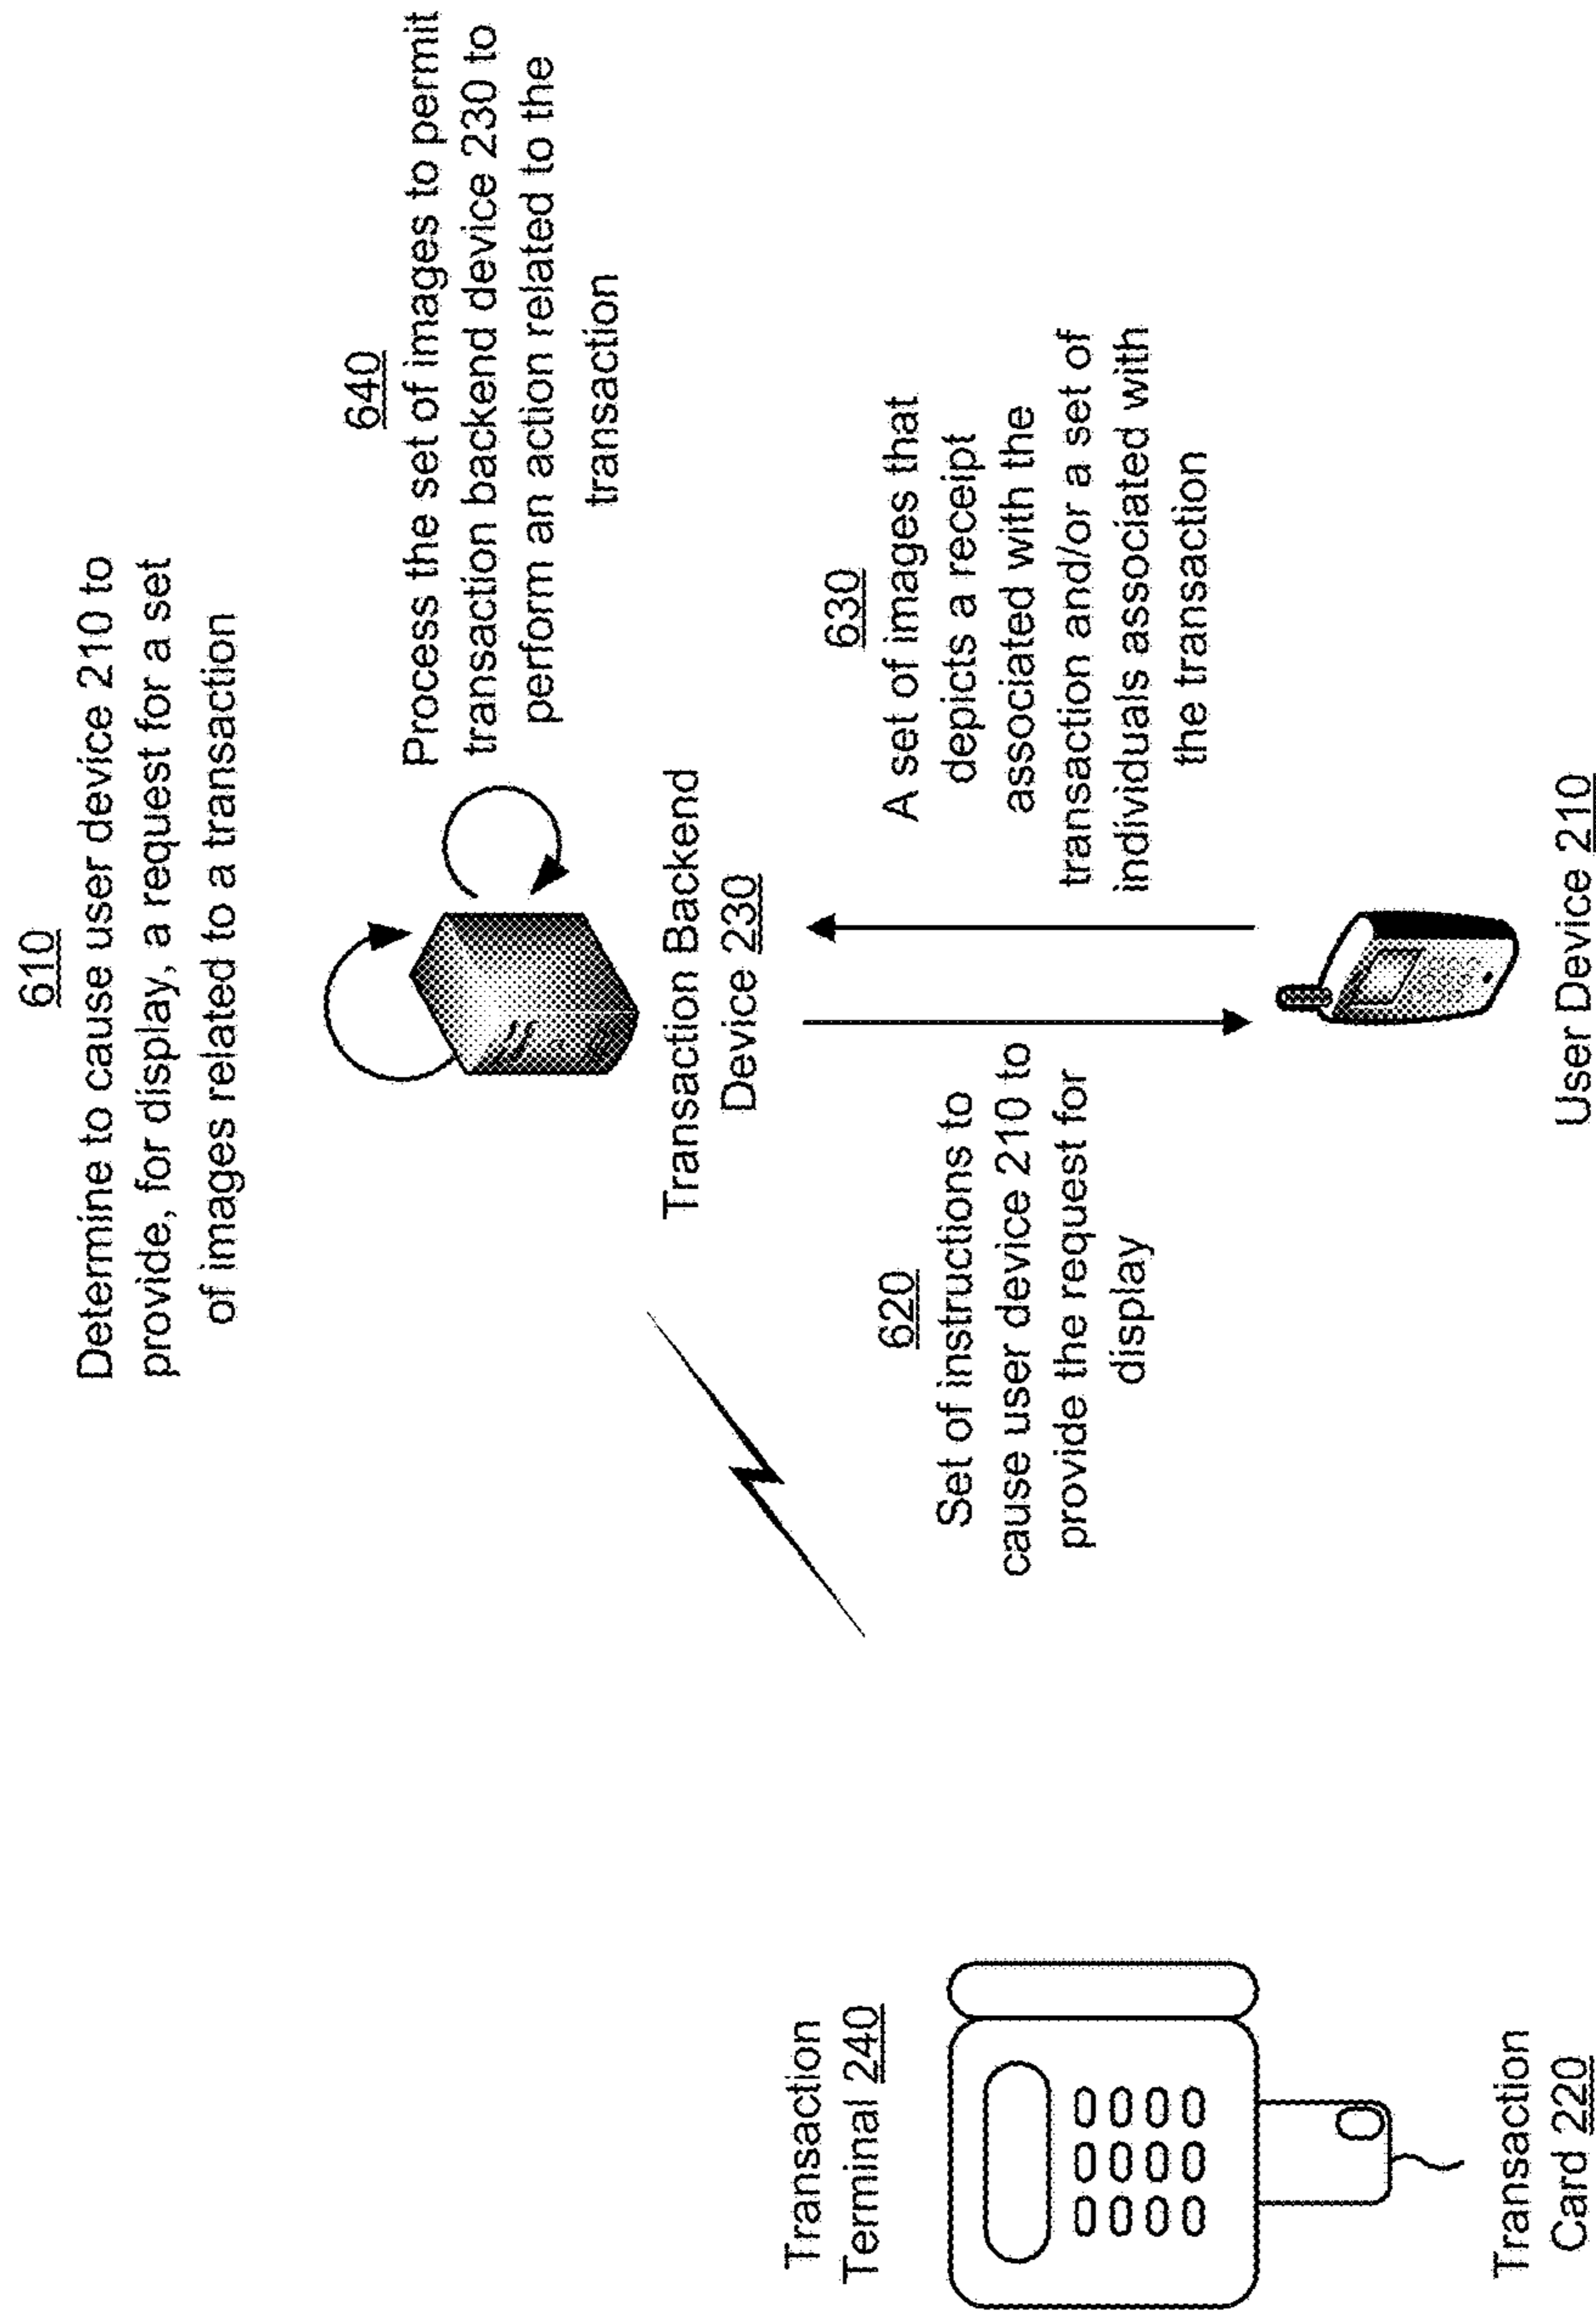 610
Determine to cause user device 210 to
provide, for display, a request for a set
of images related to a transaction
640
Process the set of images to permit
transaction backend device 230 to
perform an action related to the
transaction
Transaction Backend
Device 230
620
Set of instructions to
cause user device 210 to
provide the request for
display
630
A set of images that
depicts a receipt
associated with the
transaction and/or a set of
individuals associated with
the transaction
Transaction
Terminal 240
Transaction
Card 220
User Device 210